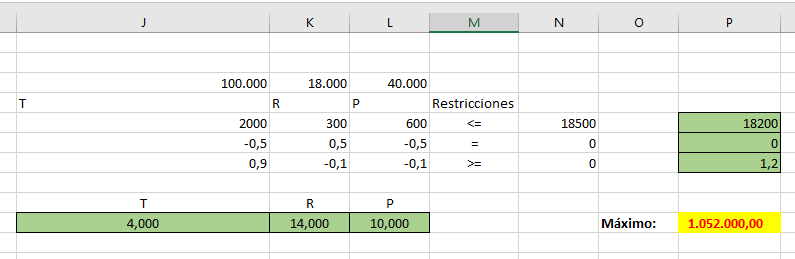 J K L M N O P
100.000 18.000 40.000
T R P Restricciones
2000 300 600 <= 18500 18200
-0,5 0,5 -0,5 = 0 0
0,9 -0,1 -0,1 >= 0 1,2
T R P
4,000 14,000 10,000 Máximo: 1.052.000,00